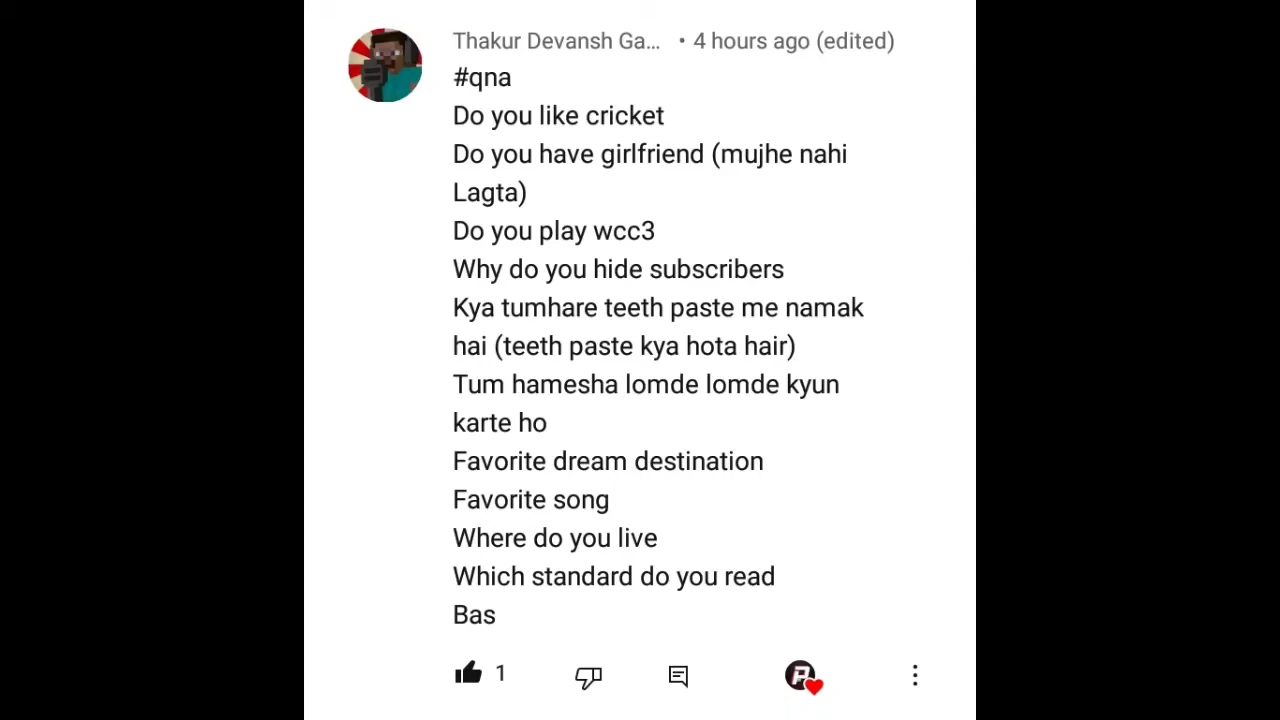 Thakur Devansh Ga... • 4 hours ago (edited)
#qna
Do you like cricket
Do you have girlfriend (mujhe nahi
Lagta)
Do you play wcc3
Why do you hide subscribers
Kya tumhare teeth paste me namak
hai (teeth paste kya hota hair)
Tum hamesha lomde lomde kyun
karte ho
Favorite dream destination
Favorite song
Where do you live
Which standard do you read
Bas
1